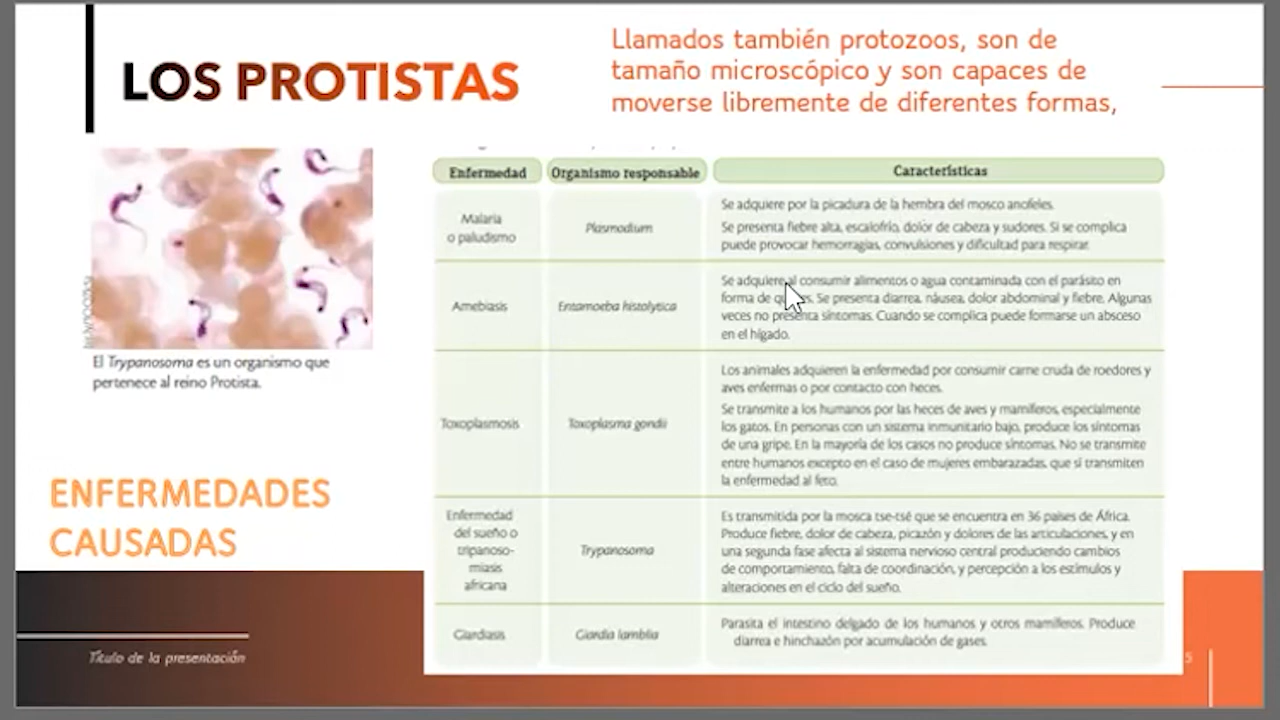 LOS PROTISTAS
Llamados también protozoos, son de
tamaño microscópico y son capaces de
moverse libremente de diferentes formas,
El Trypanosoma es un organismo que
pertenece al reino Protista.
ENFERMEDADES
CAUSADAS
Enfermedad
Organismo responsable
Características
Malaria
o paludismo
Plasmodium
Se adquiere por la picadura de la hembra del mosco anofeles.
Se presenta fiebre alta, escalofrío, dolor de cabeza y sudores. Si se complica
puede provocar hemorragias, convulsiones y dificultad para respirar.
Amebiasis
Entamoeba histolytica
Se adquiere al consumir alimentos o agua contaminada con el parásito en
forma de Se presenta diarrea, náusea, dolor abdominal y fiebre. Algunas
veces no presenta síntomas. Cuando se complica puede formarse un absceso
en el hígado.
Toxoplasmosis
Toxoplasma gondii
Los animales adquieren la enfermedad por consumir carne cruda de roedores y
aves enfermas o por contacto con heces.
Se transmite a los humanos por las heces de aves y mamíferos, especialmente
los gatos. En personas con un sistema inmunitario bajo, produce los síntomas
de una gripe. En la mayoría de los casos no produce síntomas. No se transmite
entre humanos excepto en el caso de mujeres embarazadas, que sí transmiten
la enfermedad al feto.
Enfermedad
del sueño o
tripanoso-
miasis
africana
Trypanosoma
Es transmitida por la mosca tse-tsé que se encuentra en 36 países de África.
Produce fiebre, dolor de cabeza, picazón y dolores de las articulaciones, y en
una segunda fase afecta al sistema nervioso central produciendo cambios
de comportamiento, falta de coordinación, y percepción a los estímulos y
alteraciones en el ciclo del sueño.
Giardiasis
Giardia lamblia
Parasita el intestino delgado de los humanos y otros mamíferos. Produce
diarrea e hinchazón por acumulación de gases.
Título de la presentación
5